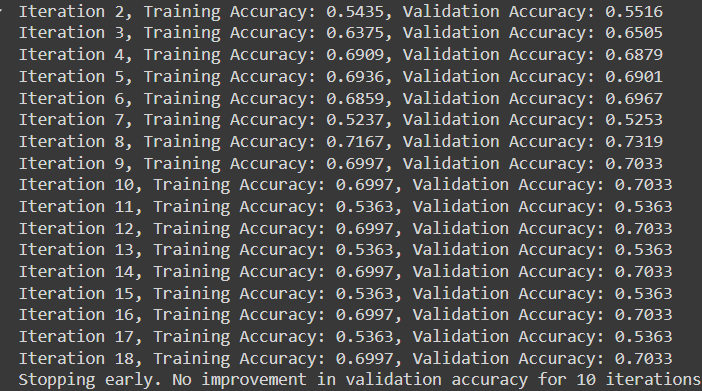 Iteration 2, Training Accuracy: 0.5435, Validation Accuracy: 0.5516
Iteration 3, Training Accuracy: 0.6375, Validation Accuracy: 0.6505
Iteration 4, Training Accuracy: 0.6909, Validation Accuracy: 0.6879
Iteration 5, Training Accuracy: 0.6936, Validation Accuracy: 0.6901
Iteration 6, Training Accuracy: 0.6859, Validation Accuracy: 0.6967
Iteration 7, Training Accuracy: 0.5237, Validation Accuracy: 0.5253
Iteration 8, Training Accuracy: 0.7167, Validation Accuracy: 0.7319
Iteration 9, Training Accuracy: 0.6997, Validation Accuracy: 0.7033
Iteration 10, Training Accuracy: 0.6997, Validation Accuracy: 0.7033
Iteration 11, Training Accuracy: 0.5363, Validation Accuracy: 0.5363
Iteration 12, Training Accuracy: 0.6997, Validation Accuracy: 0.7033
Iteration 13, Training Accuracy: 0.5363, Validation Accuracy: 0.5363
Iteration 14, Training Accuracy: 0.6997, Validation Accuracy: 0.7033
Iteration 15, Training Accuracy: 0.5363, Validation Accuracy: 0.5363
Iteration 16, Training Accuracy: 0.6997, Validation Accuracy: 0.7033
Iteration 17, Training Accuracy: 0.5363, Validation Accuracy: 0.5363
Iteration 18, Training Accuracy: 0.6997, Validation Accuracy: 0.7033
Stopping early. No improvement in validation accuracy for 10 iterations